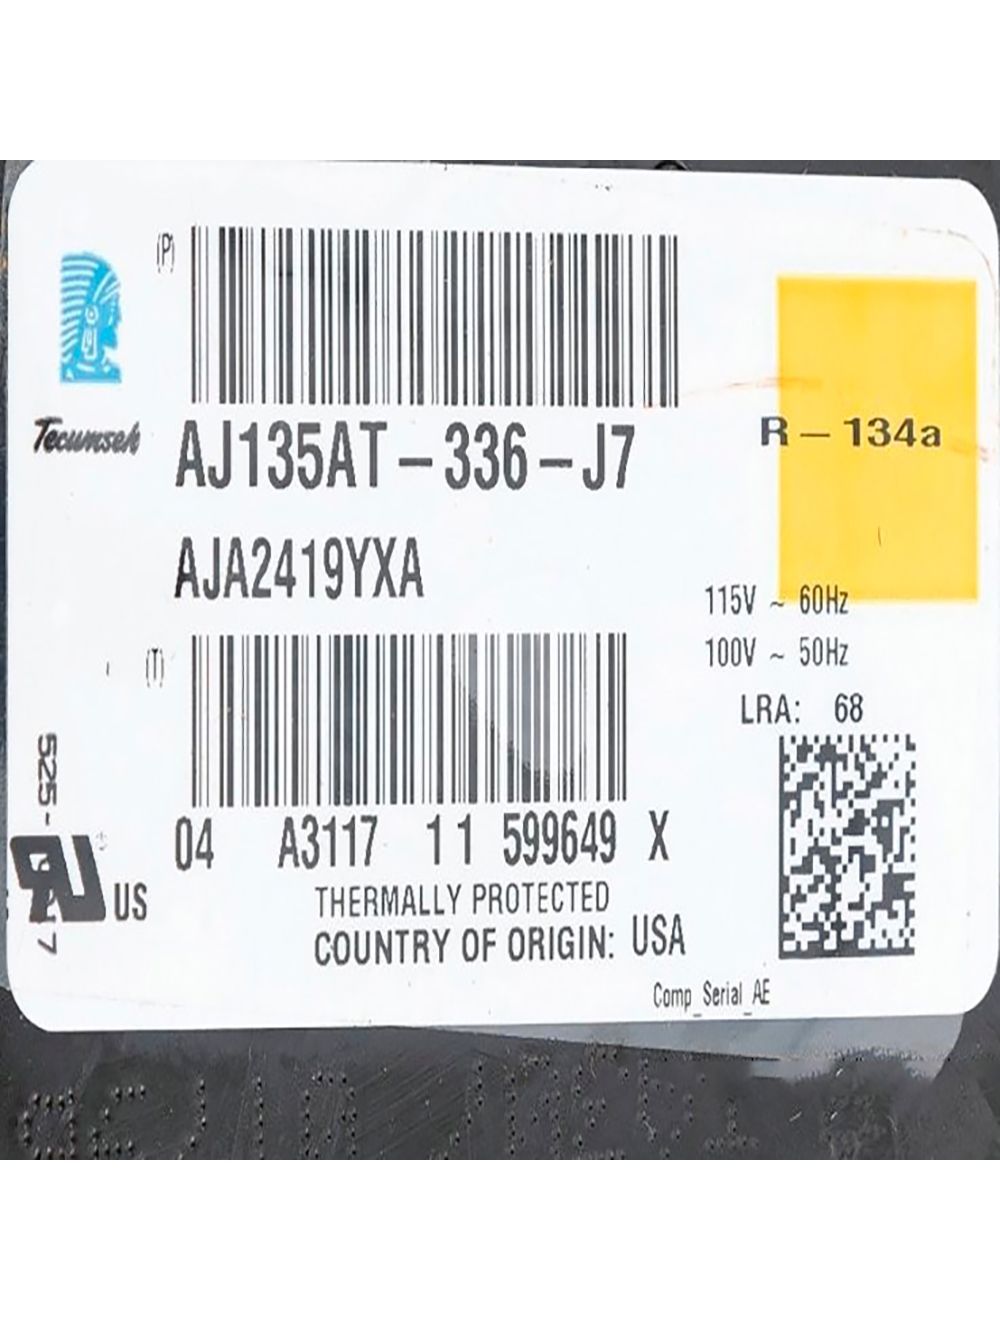 (P)
Tecumseh
AJ135AT-336-J7
R-134a
AJA2419YXA
115V ~ 60Hz
100V ~ 50Hz
(T)
LRA: 68
04 A3117 11 599649 X
US
THERMALLY PROTECTED
COUNTRY OF ORIGIN: USA
Comp_Serial_AE